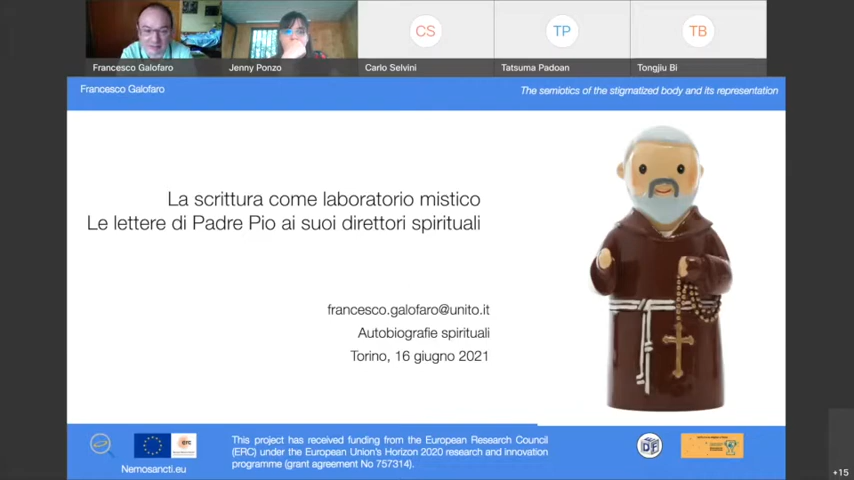 CS
TP
TB
Francesco Galofaro
Jenny Ponzo
Carlo Selvini
Tatsuma Padoan
Tongjiu Bi
Francesco Galofaro
The semiotics of the stigmatized body and its representation
La scrittura come laboratorio mistico
Le lettere di Padre Pio ai suoi direttori spirituali
francesco.galofaro@unito.it
Autobiografie spirituali
Torino, 16 giugno 2021
This project has received funding from the European Research Council
(ERC) under the European Union's Horizon 2020 research and innovation
programme (grant agreement No 757314).
Nemosancti.eu
+15